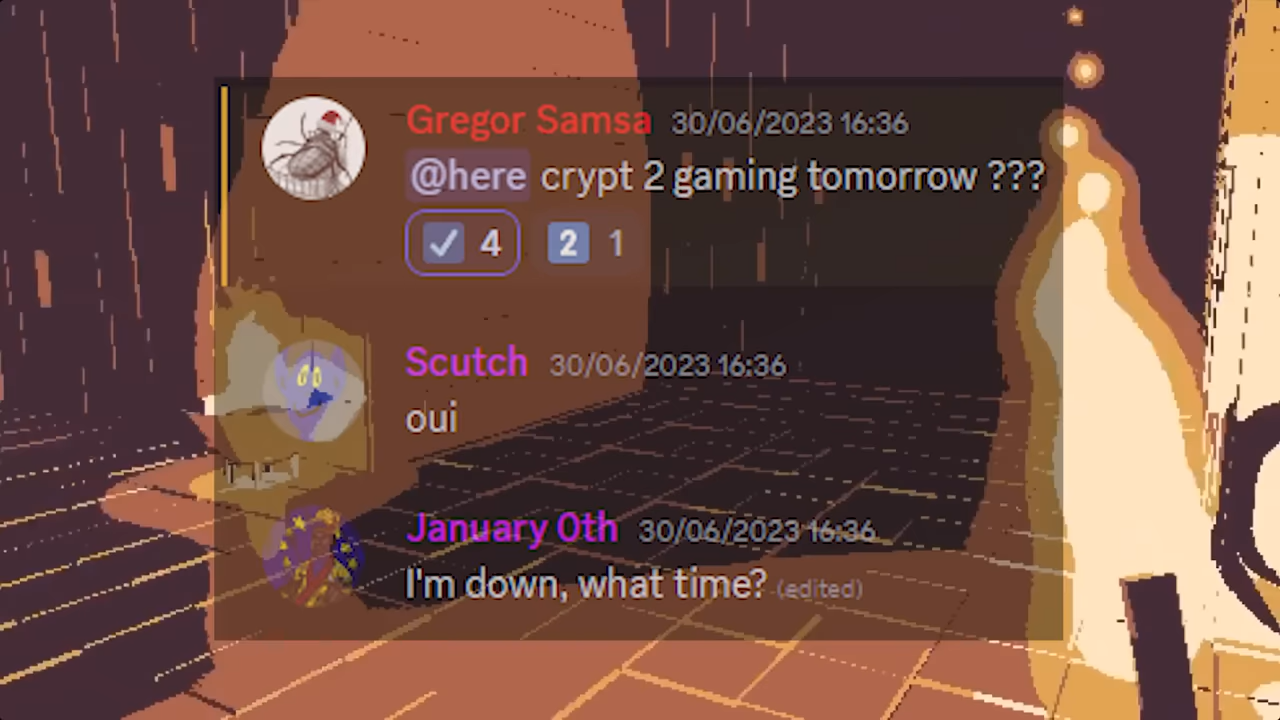 Gregor Samsa 30/06/2023 16:36
@here crypt 2 gaming tomorrow ???
4 2 1
Scutch 30/06/2023 16:36
oui
January 0th 30/06/2023 16:36
I'm down, what time? (edited)